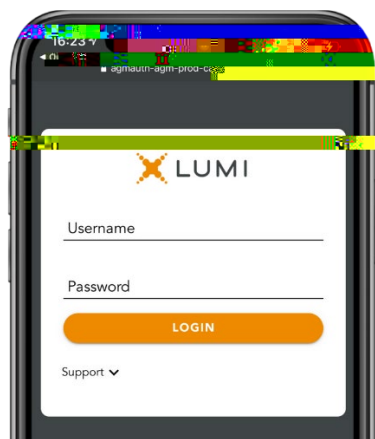 16:23
agmauth-agm-prod-ca
LUMI
Username
Password
LOGIN
Support